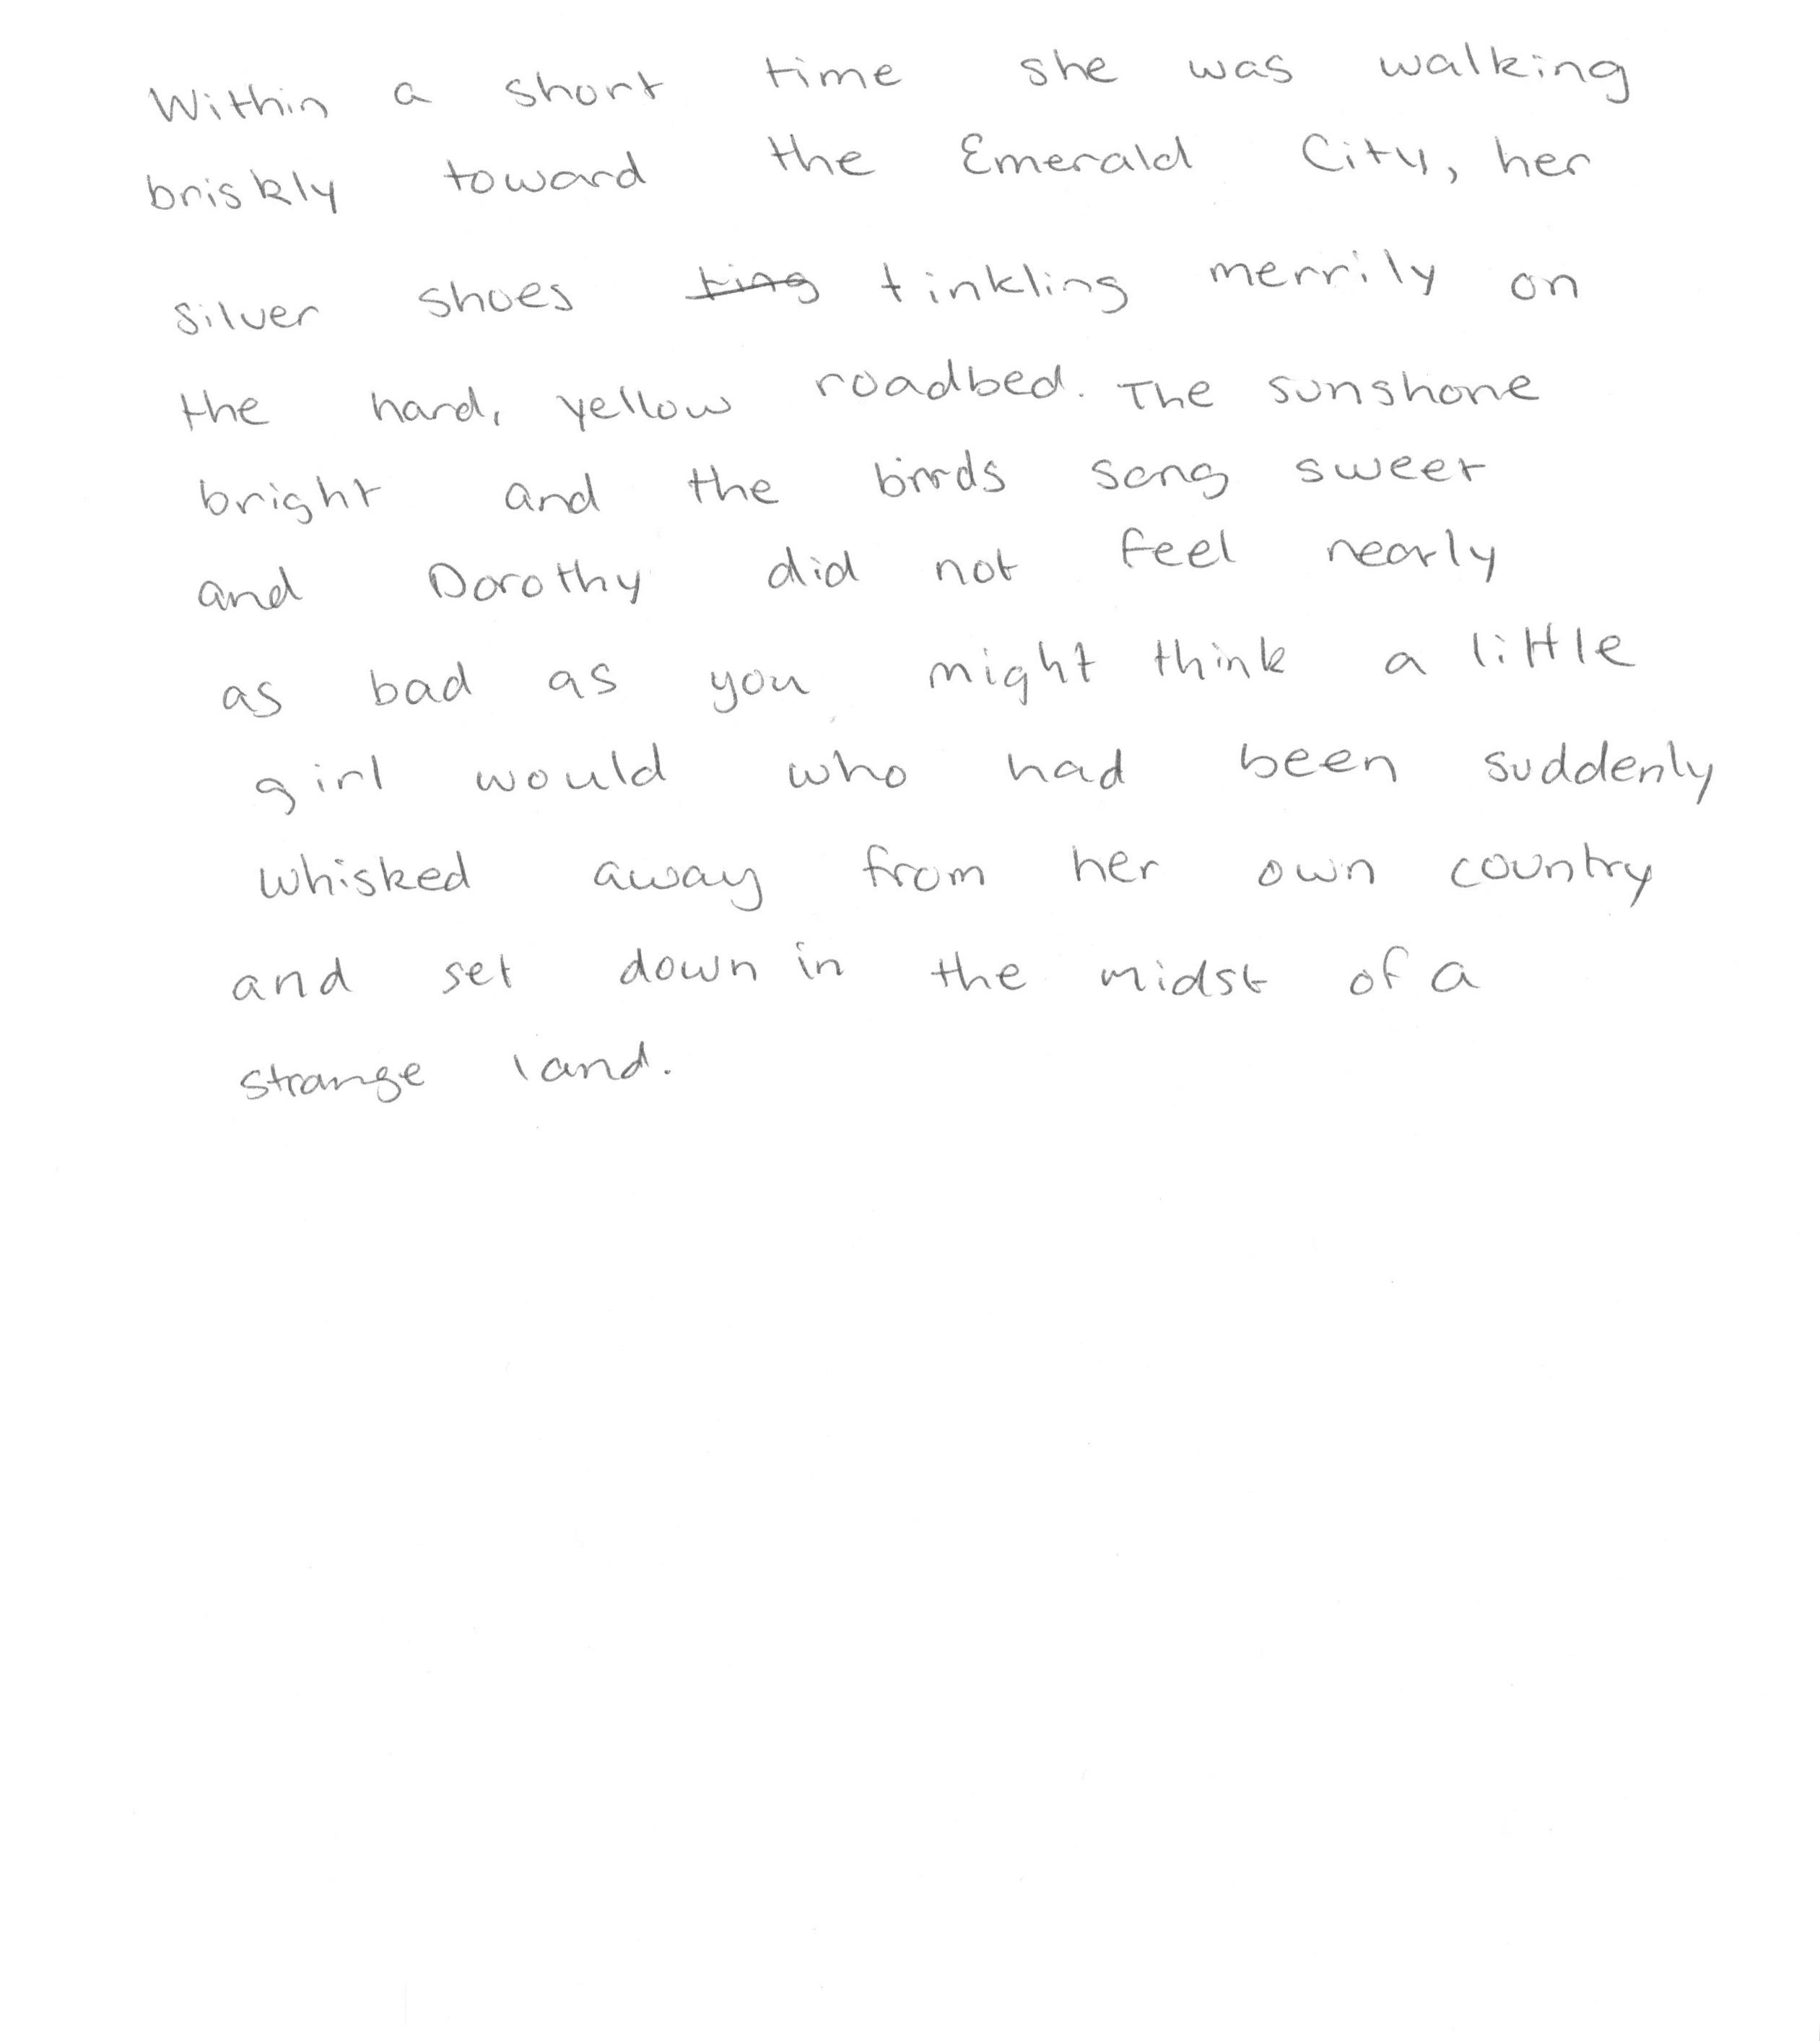 Within a short time she was walking
briskly toward the Emerald City, her
silver shoes ting tinkling merrily on
the hard, yellow roadbed. The sunshone
bright and the birds song sweet
and Dorothy did not feel nearly
as bad as you might think a little
girl would who had been suddenly
whisked away from her own country
and set down in the midst of a
strange land.